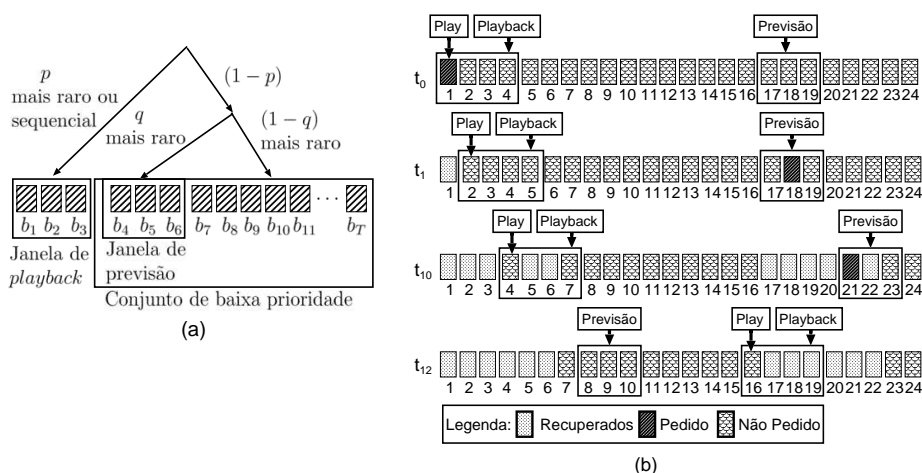 p
mais raro ou
sequencial
(1 − p)
q
mais raro
(1 − q)
mais raro
b1 b2 b3 b4 b5 b6 b7 b8 b9 b10 b11 ··· bT
Janela de
playback
Janela de
previsão
Conjunto de baixa prioridade
(a)
(b)
Play Playback Previsão
t0
1 2 3 4 5 6 7 8 9 10 11 12 13 14 15 16 17 18 19 20 21 22 23 24
Play Playback Previsão
t1
1 2 3 4 5 6 7 8 9 10 11 12 13 14 15 16 17 18 19 20 21 22 23 24
Play Playback Previsão
t10
1 2 3 4 5 6 7 8 9 10 11 12 13 14 15 16 17 18 19 20 21 22 23 24
Previsão Play Playback
t12
1 2 3 4 5 6 7 8 9 10 11 12 13 14 15 16 17 18 19 20 21 22 23 24
Legenda: Recuperados Pedido Não Pedido
(b)